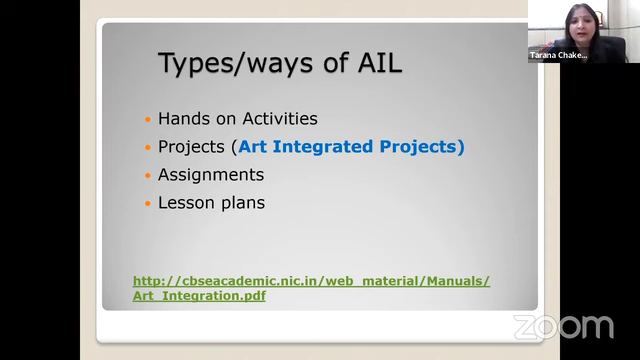 Types/ways of AIL
Tarana Chake...
Hands on Activities
Projects (Art Integrated Projects)
Assignments
Lesson plans
http://cbseacademic.nic.in/web_material/Manuals/
Art_Integration.pdf
zoom